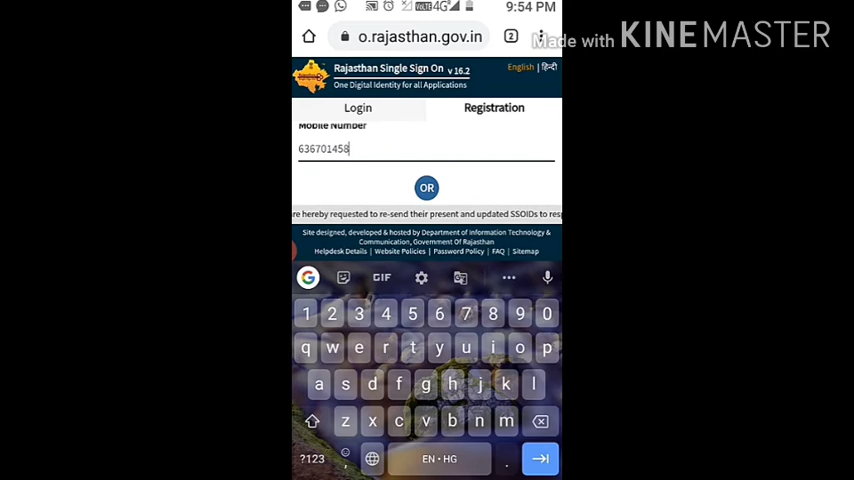 VoLTE 4G 9:54 PM
o.rajasthan.gov.in 2
Made with KINEMASTER
Rajasthan Single Sign On v 16.2 English | हिन्दी
One Digital Identity for all Applications
Login Registration
Mobile Number
636701458
OR
re hereby requested to re-send their present and updated SSOIDs to res
Site designed, developed & hosted by Department of Information Technology &
Communication, Government Of Rajasthan
Helpdesk Details | Website Policies | Password Policy | FAQ | Sitemap
G GIF
1 2 3 4 5 6 7 8 9 0
q w e r t y u i o p
a s d f g h j k l
z x c v b n m
?123 , EN • HG .